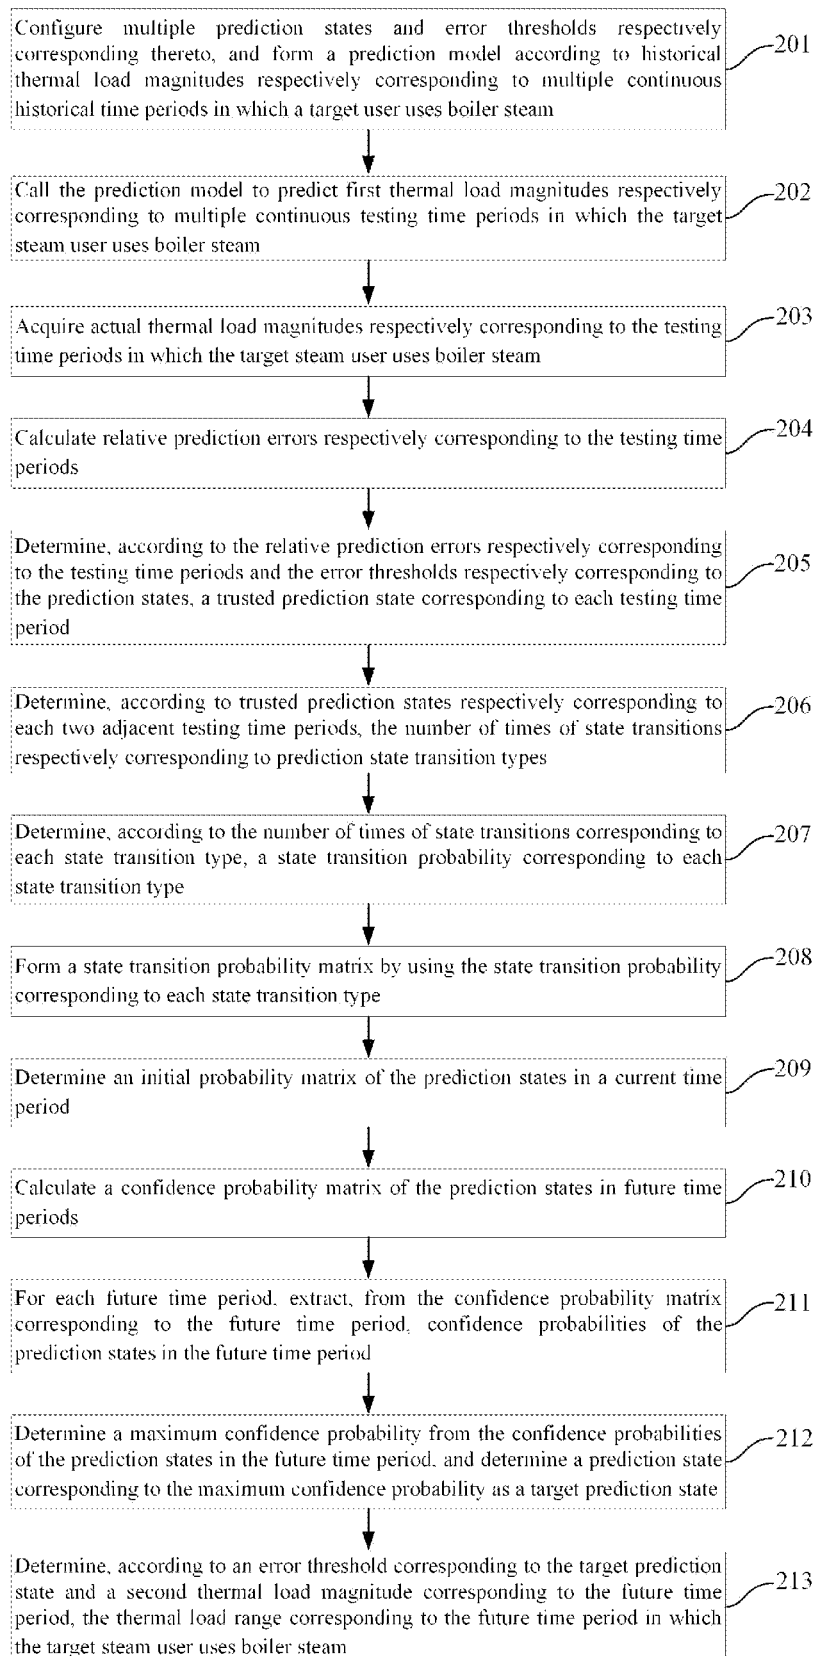 Configure multiple prediction states and error thresholds respectively
corresponding thereto, and form a prediction model according to historical
thermal load magnitudes respectively corresponding to multiple continuous
historical time periods in which a target user uses boiler steam
201
Call the prediction model to predict first thermal load magnitudes respectively
corresponding to multiple continuous testing time periods in which the target
steam user uses boiler steam
202
Acquire actual thermal load magnitudes respectively corresponding to the testing
time periods in which the target steam user uses boiler steam
203
Calculate relative prediction errors respectively corresponding to the testing time
periods
204
Determine, according to the relative prediction errors respectively corresponding
to the testing time periods and the error thresholds respectively corresponding to
the prediction states, a trusted prediction state corresponding to each testing time
period
205
Determine, according to trusted prediction states respectively corresponding to
each two adjacent testing time periods, the number of times of state transitions
respectively corresponding to prediction state transition types
206
Determine, according to the number of times of state transitions corresponding to
each state transition type, a state transition probability corresponding to each
state transition type
207
Form a state transition probability matrix by using the state transition probability
corresponding to each state transition type
208
Determine an initial probability matrix of the prediction states in a current time
period
209
Calculate a confidence probability matrix of the prediction states in future time
periods
210
For each future time period, extract, from the confidence probability matrix
corresponding to the future time period, confidence probabilities of the
prediction states in the future time period
211
Determine a maximum confidence probability from the confidence probabilities
of the prediction states in the future time period, and determine a prediction state
corresponding to the maximum confidence probability as a target prediction state
212
Determine, according to an error threshold corresponding to the target prediction
state and a second thermal load magnitude corresponding to the future time
period, the thermal load range corresponding to the future time period in which
the target steam user uses boiler steam
213